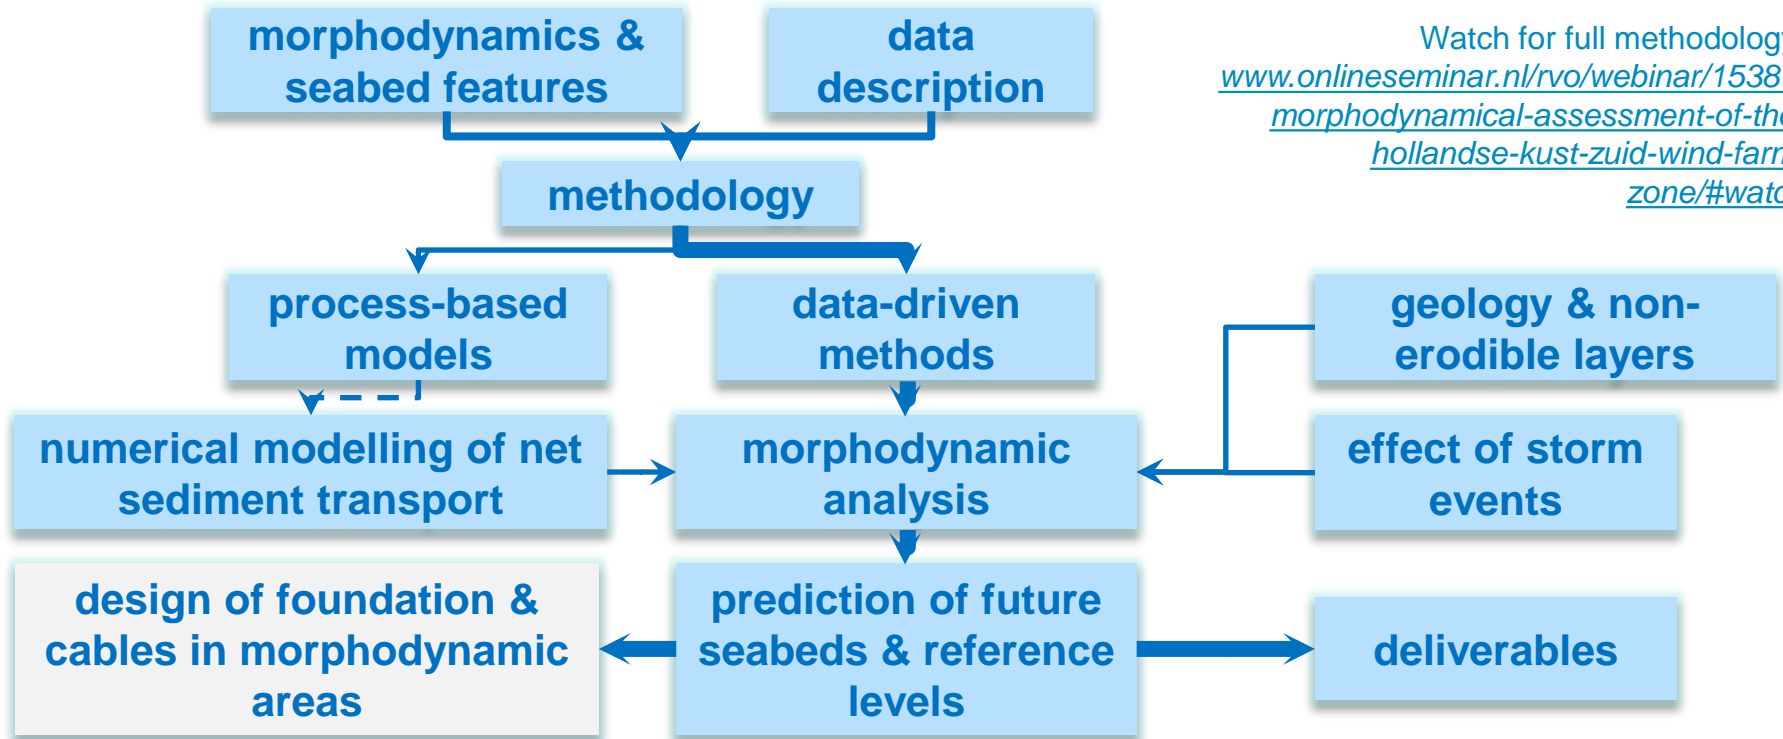 morphodynamics &
seabed features
data
description
Watch for full methodology
www.onlineseminar.nl/rvo/webinar/1538
morphodynamical-assessment-of-the
hollandse-kust-zuid-wind-farm
zone/#watc
methodology
process-based
models
data-driven
methods
geology & non-
erodible layers
numerical modelling of net
sediment transport
morphodynamic
analysis
effect of storm
events
design of foundation &
cables in morphodynamic
areas
prediction of future
seabeds & reference
levels
deliverables